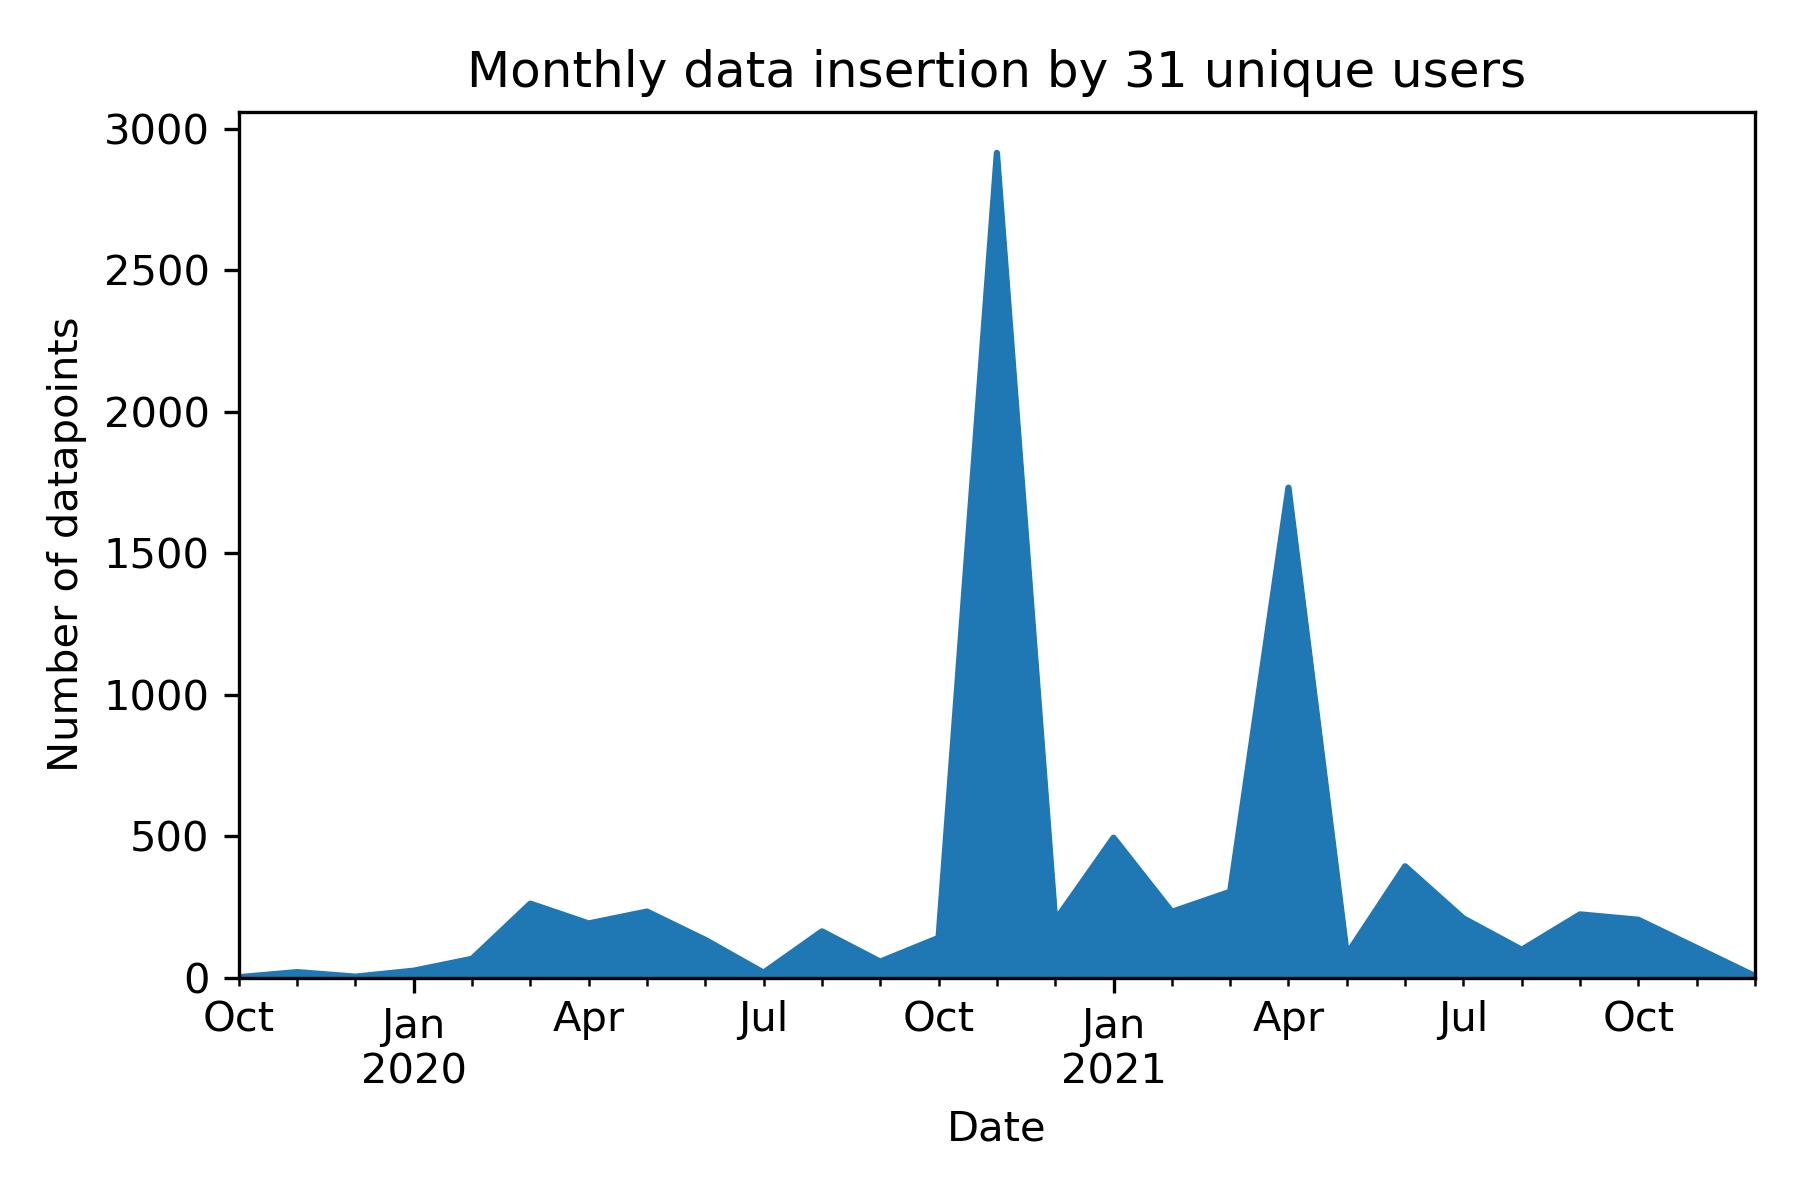 Monthly data insertion by 31 unique users
3000
2500
2000
1500
1000
500
0
Number of datapoints
Oct Jan Apr Jul Oct Jan Apr Jul Oct
2020 2021
Date